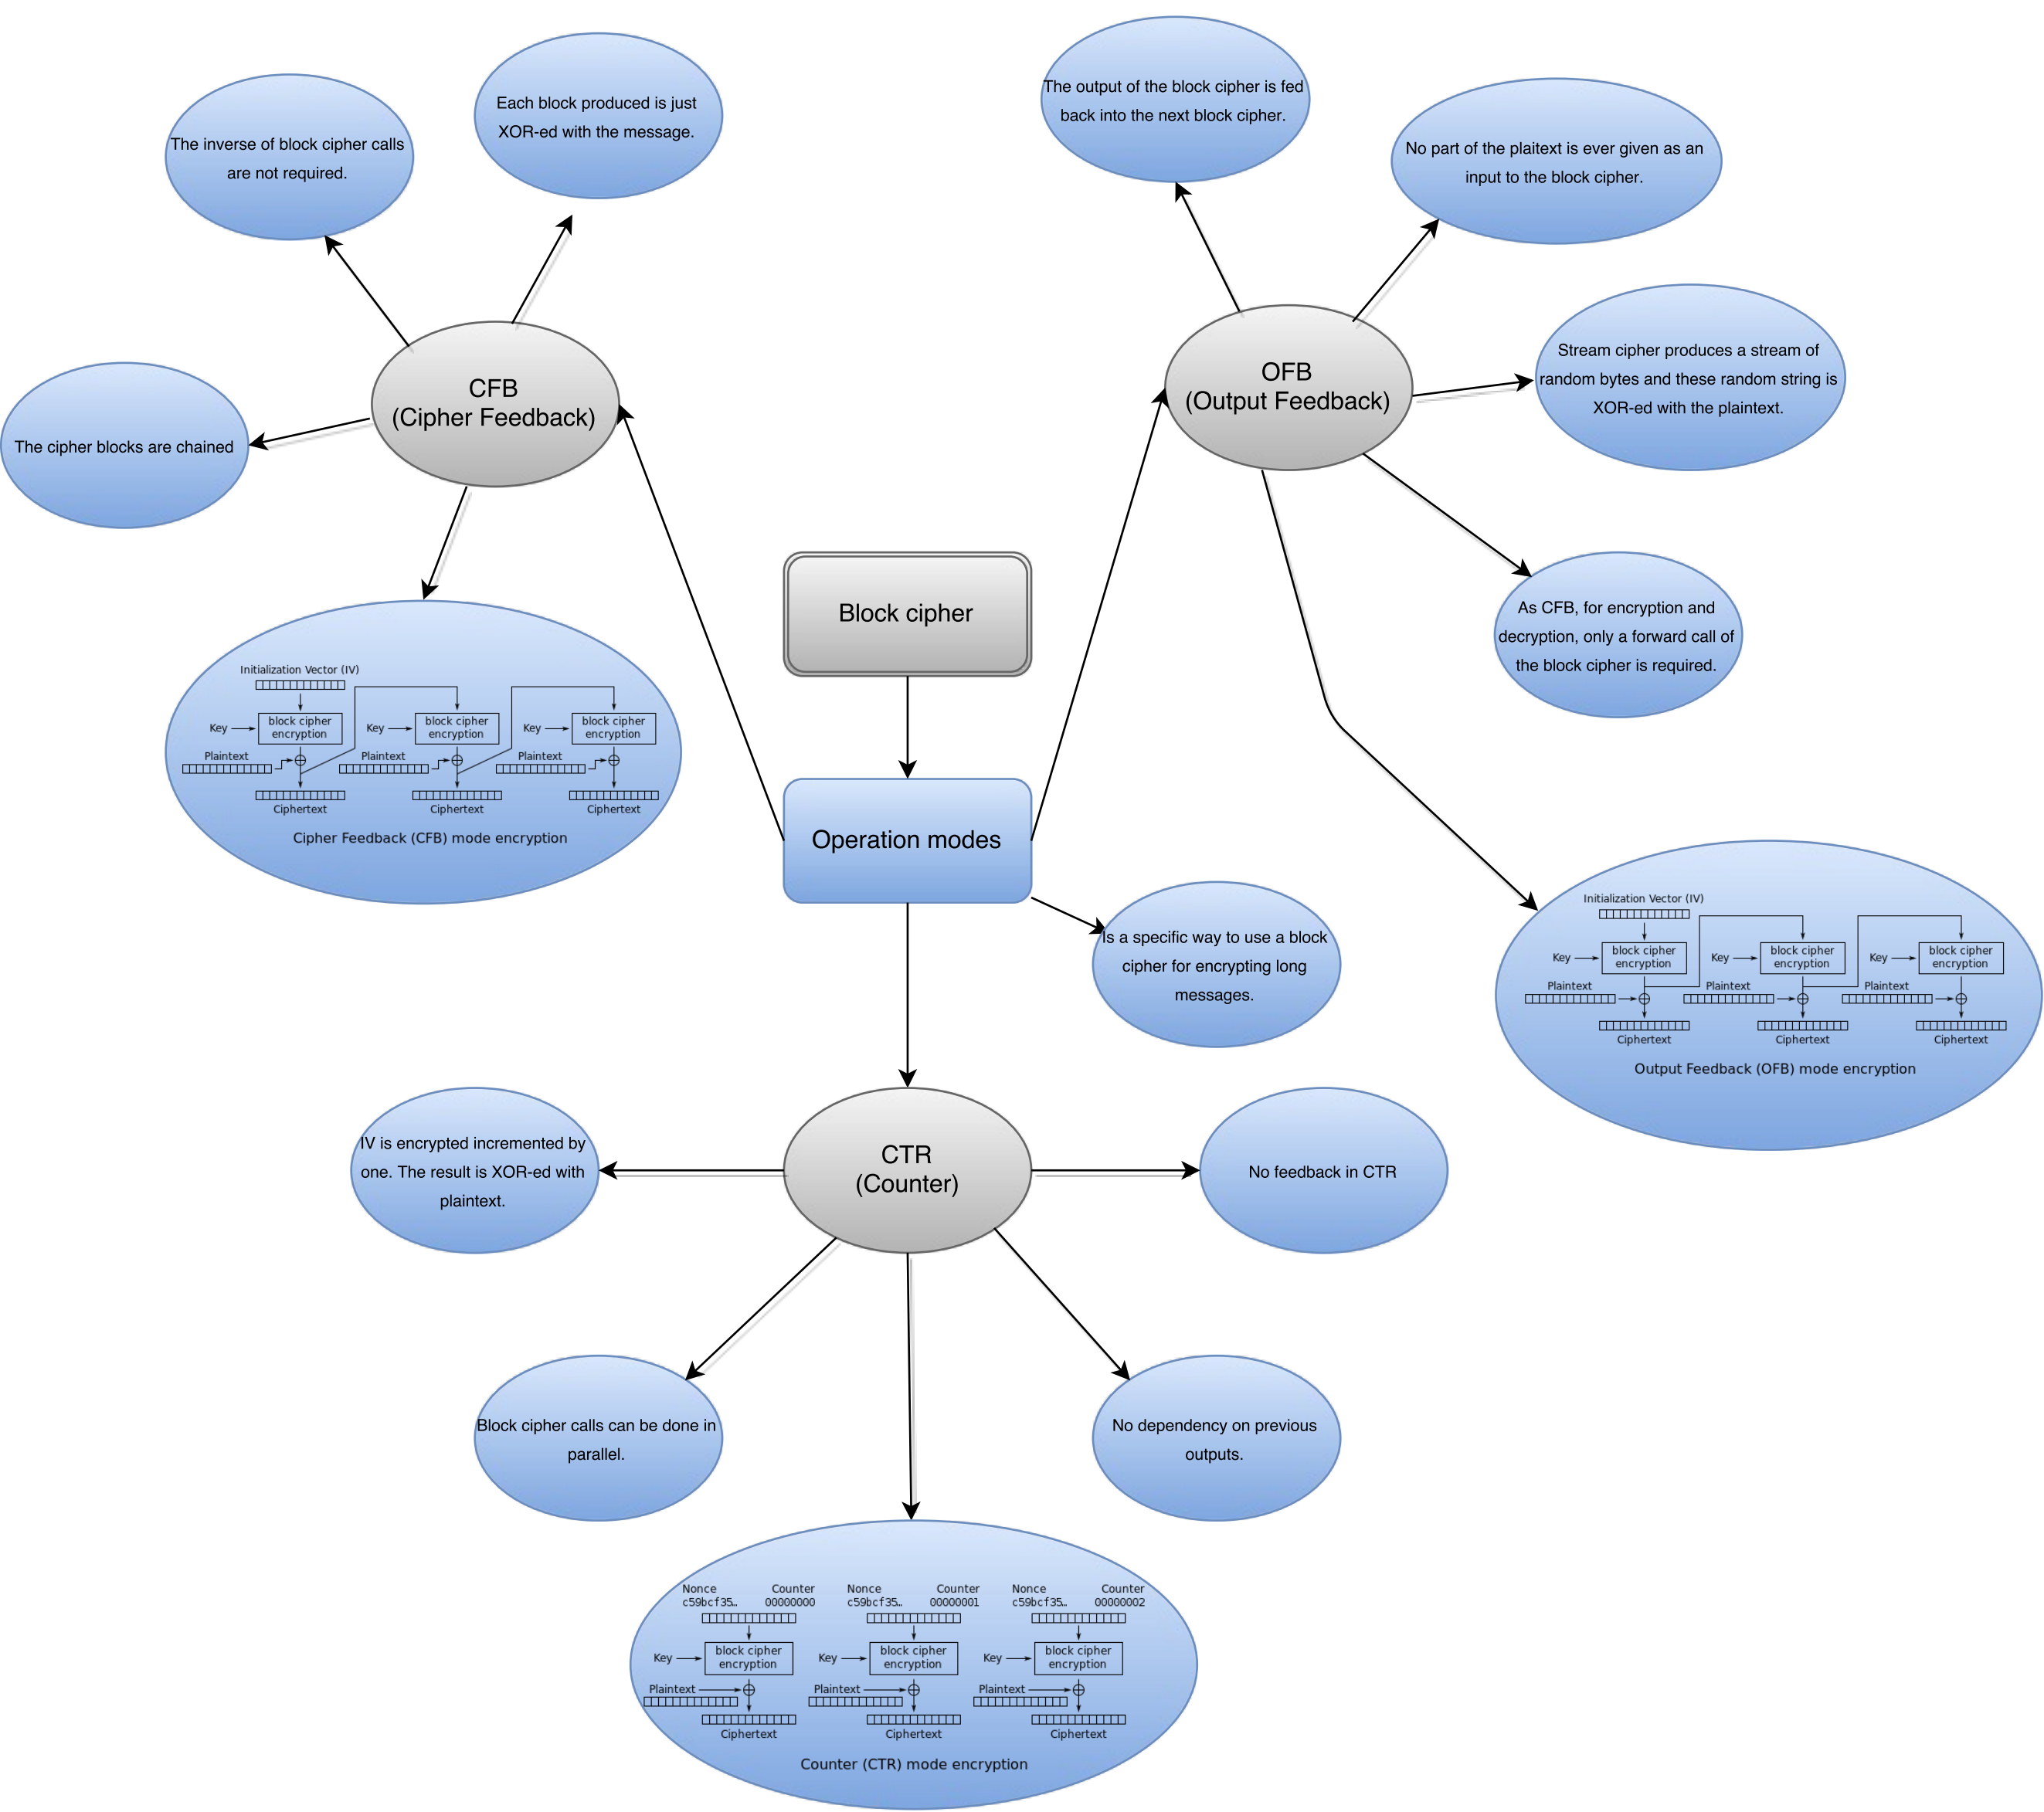 Each block produced is just
XOR-ed with the message.
The inverse of block cipher calls
are not required.
CFB
(Cipher Feedback)
The cipher blocks are chained
Initialization Vector (IV)
Key
block cipher
encryption
Key
block cipher
encryption
Key
block cipher
encryption
Plaintext
Plaintext
Plaintext
Ciphertext
Ciphertext
Ciphertext
Cipher Feedback (CFB) mode encryption
The output of the block cipher is fed
back into the next block cipher.
No part of the plaitext is ever given as an
input to the block cipher.
OFB
(Output Feedback)
Stream cipher produces a stream of
random bytes and these random string is
XOR-ed with the plaintext.
As CFB, for encryption and
decryption, only a forward call of
the block cipher is required.
Initialization Vector (IV)
Key
block cipher
encryption
Key
block cipher
encryption
Key
block cipher
encryption
Plaintext
Plaintext
Plaintext
Ciphertext
Ciphertext
Ciphertext
Output Feedback (OFB) mode encryption
Block cipher
Operation modes
Is a specific way to use a block
cipher for encrypting long
messages.
CTR
(Counter)
IV is encrypted incremented by
one. The result is XOR-ed with
plaintext.
No feedback in CTR
Block cipher calls can be done in
parallel.
No dependency on previous
outputs.
Nonce Counter
c59bcf35… 00000000
Nonce Counter
c59bcf35… 00000001
Nonce Counter
c59bcf35… 00000002
Key
block cipher
encryption
Key
block cipher
encryption
Key
block cipher
encryption
Plaintext
Plaintext
Plaintext
Ciphertext
Ciphertext
Ciphertext
Counter (CTR) mode encryption